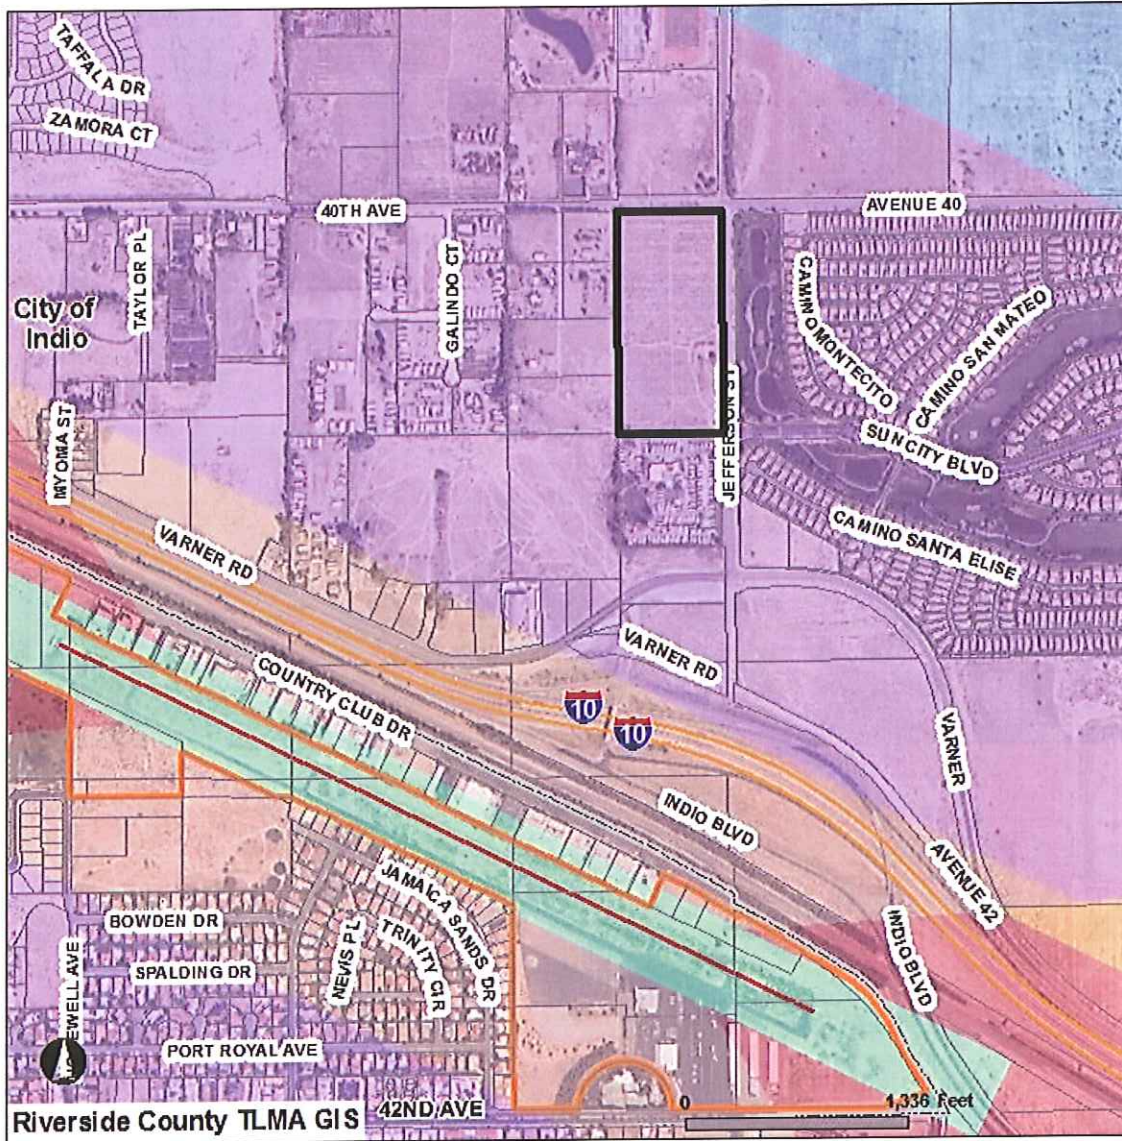 TAFFALA DR
ZAMORA CT
40TH AVE
AVENUE 40
TAYLOR PL
GALINDO CT
City of
Indio
CAMINO MONTECITO
CAMINO SAN MATEO
JEFFERSON ST
MYOMA ST
SUN CITY BLVD
VARNER RD
CAMINO SANTA ELISE
VARNER RD
COUNTRY CLUB DR
10
10
VARNER
INDIO BLVD
AVENUE 42
JAMAICA SANDS DR
BOWDEN DR
NEVIS PL
TRINITY CIR
INDIO BLVD
SPALDING DR
EWELL AVE
PORT ROYAL AVE
0
1,336 Feet
Riverside County TLMA GIS
42ND AVE